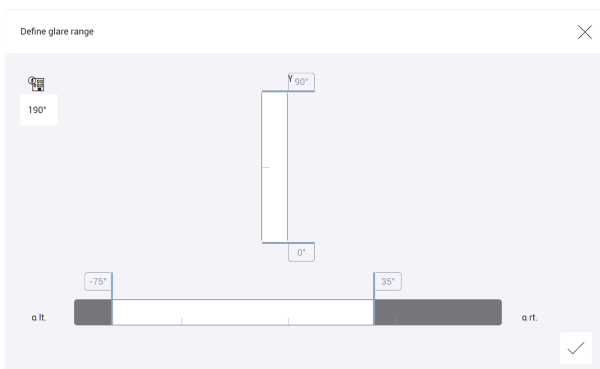 Define glare range
190°
γ
90°
0°
-75°
35°
α lt.
α rt.